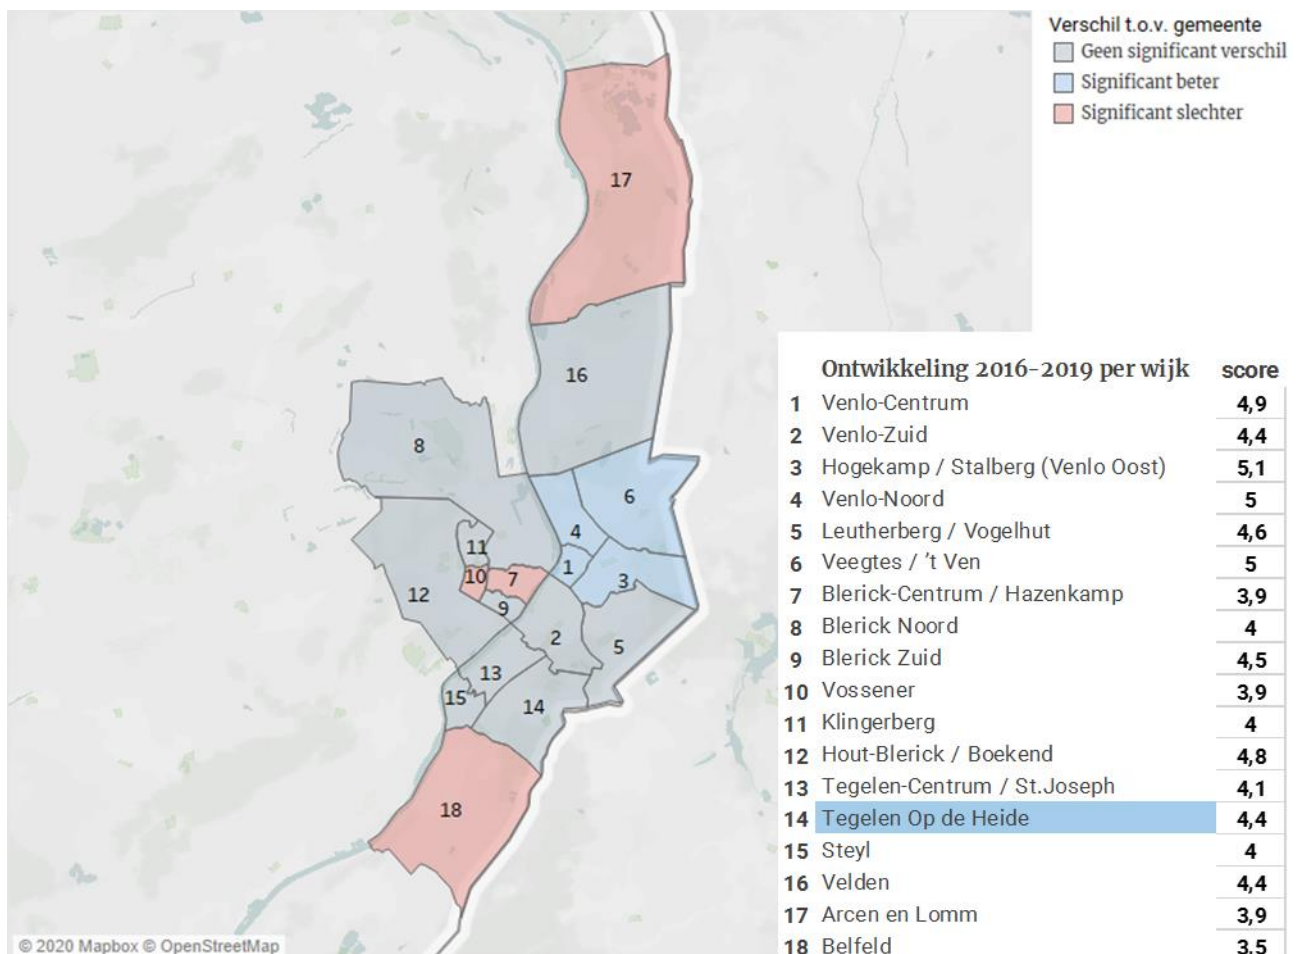 Verschil t.o.v. gemeente
Geen significant verschil
Significant beter
Significant slechter
17
16
8
6
4
11
1
10
7
3
12
9
2
5
13
15
14
18
Ontwikkeling 2016-2019 per wijk score
1 Venlo-Centrum 4,9
2 Venlo-Zuid 4,4
3 Hogekamp / Stalberg (Venlo Oost) 5,1
4 Venlo-Noord 5
5 Leutherberg / Vogelhut 4,6
6 Veegtes / 't Ven 5
7 Blerick-Centrum / Hazenkamp 3,9
8 Blerick Noord 4
9 Blerick Zuid 4,5
10 Vossener 3,9
11 Klingerberg 4
12 Hout-Blerick / Boekend 4,8
13 Tegelen-Centrum / St.Joseph 4,1
14 Tegelen Op de Heide 4,4
15 Steyl 4
16 Velden 4,4
17 Arcen en Lomm 3,9
18 Belfeld 3,5
© 2020 Mapbox © OpenStreetMap